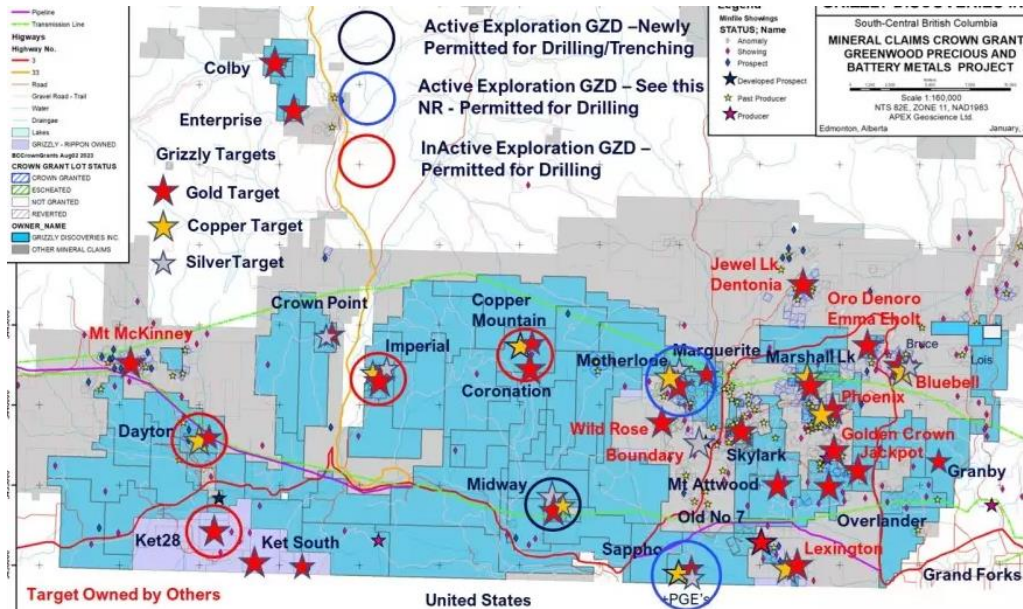 Pipeline
Transmission Line
Higways
Highway No.
3
33
Road
Gravel Road - Trail
Water
Draingae
Lakes
GRIZZLY - RIPPON OWNED
BCCrownGrants Aug02 2023
CROWN GRANT LOT STATUS
CROWN GRANTED
ESCHEATED
NOT GRANTED
REVERTED
OWNER_NAME
GRIZZLY DISCOVERIES INC.
OTHER MINERAL CLAIMS
Colby
Enterprise
Grizzly Targets
Gold Target
Copper Target
SilverTarget
Active Exploration GZD –Newly
Permitted for Drilling/Trenching
Active Exploration GZD – See this
NR - Permitted for Drilling
InActive Exploration GZD –
Permitted for Drilling
Legend
Minfile Showings
STATUS; Name
Anomaly
Showing
Prospect
Developed Prospect
Past Producer
Producer
South-Central British Columbia
MINERAL CLAIMS CROWN GRANT
GREENWOOD PRECIOUS AND
BATTERY METALS PROJECT
Scale 1:160,000
NTS 82E, ZONE 11, NAD1983
APEX Geoscience Ltd.
Edmonton, Alberta
January,
Jewel Lk
Dentonia
Oro Denoro
Emma Eholt
Crown Point
Copper
Mountain
Mt McKinney
Imperial
Motherlode
Marguerite
Marshall Lk
Bruce
Lois
Bluebell
Coronation
Phoenix
Dayton
Wild Rose
Boundary
Skylark
Golden Crown
Jackpot
Granby
Midway
Mt Attwood
Old No 7
Overlander
Ket28
Ket South
Sappho
+PGE's
Lexington
Grand Forks
Target Owned by Others
United States